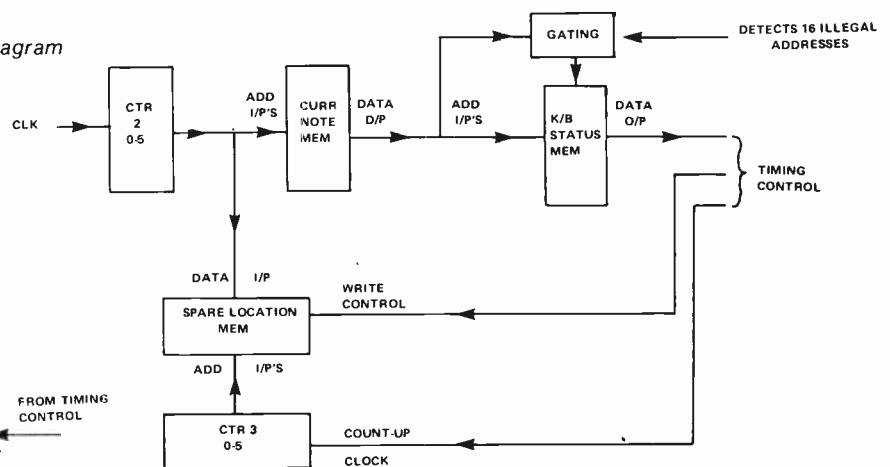 agram
GATING
DETECTS 16 ILLEGAL
ADDRESSES
CLK
CTR
2
0-5
ADD
I/P'S
CURR
NOTE
MEM
DATA
D/P
ADD
I/P'S
K/B
STATUS
MEM
DATA
O/P
TIMING
CONTROL
DATA I/P
SPARE LOCATION
MEM
WRITE
CONTROL
ADD I/P'S
FROM TIMING
CONTROL
CTR 3
0-5
COUNT-UP
CLOCK